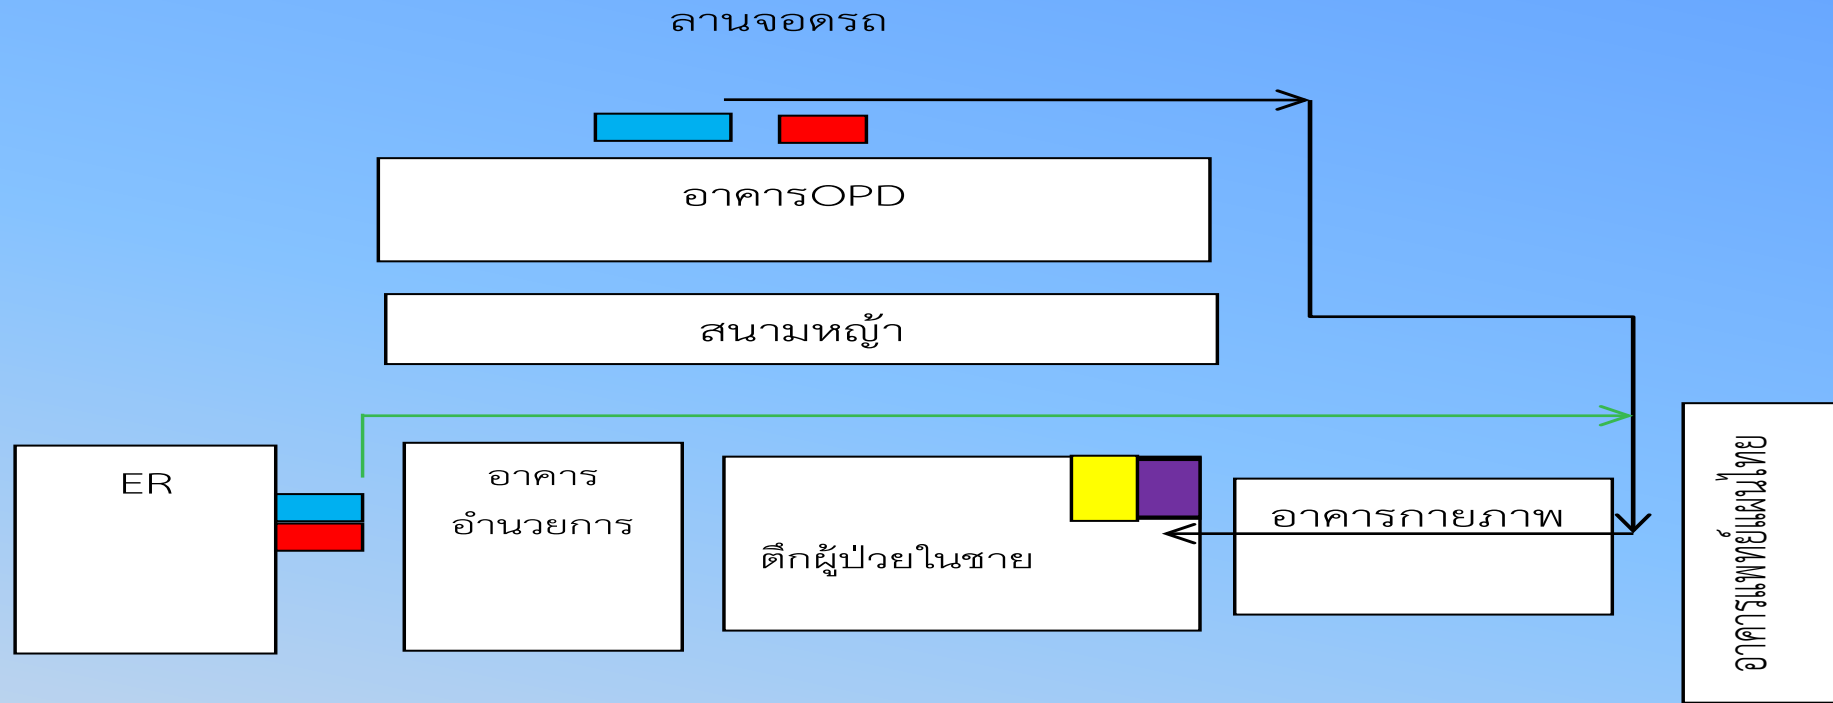 ลานจอดรถ
อาคารOPD
สนามหญ้า
ER
อาคาร
อำนวยการ
ตึกผู้ป่วยในชาย
อาคารกายภาพ
อาคารแพทย์แผนไทย